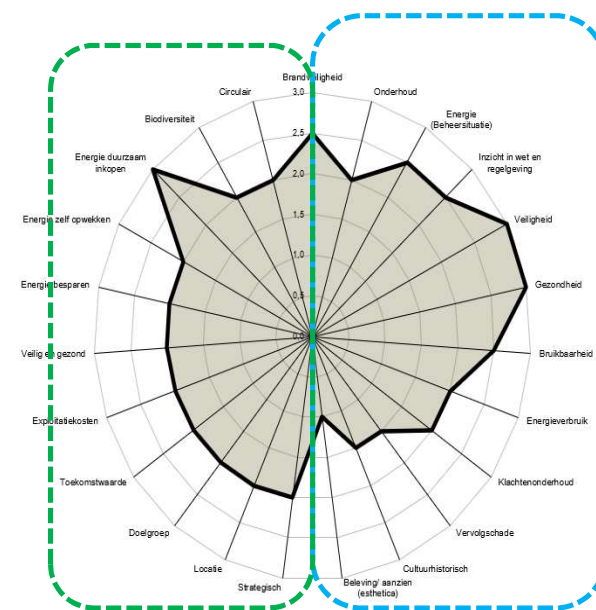 Brandveiligheid
Onderhoud
Energie
(Beheersituatie)
Inzicht in wet en
regelgeving
Veiligheid
Gezondheid
Bruikbaarheid
Energieverbruik
Klachtenonderhoud
Vervolgschade
Cultuurhistorisch
Beleving/ aanzien
(esthetica)
Strategisch
Locatie
Doelgroep
Toekomstwaarde
Exploitatiekosten
Veilig en gezond
Energie besparen
Energie zelf opwekken
Energie duurzaam
inkopen
Biodiversiteit
Circulair
3,0
2,5
2,0
1,5
1,0
0,5
0,0